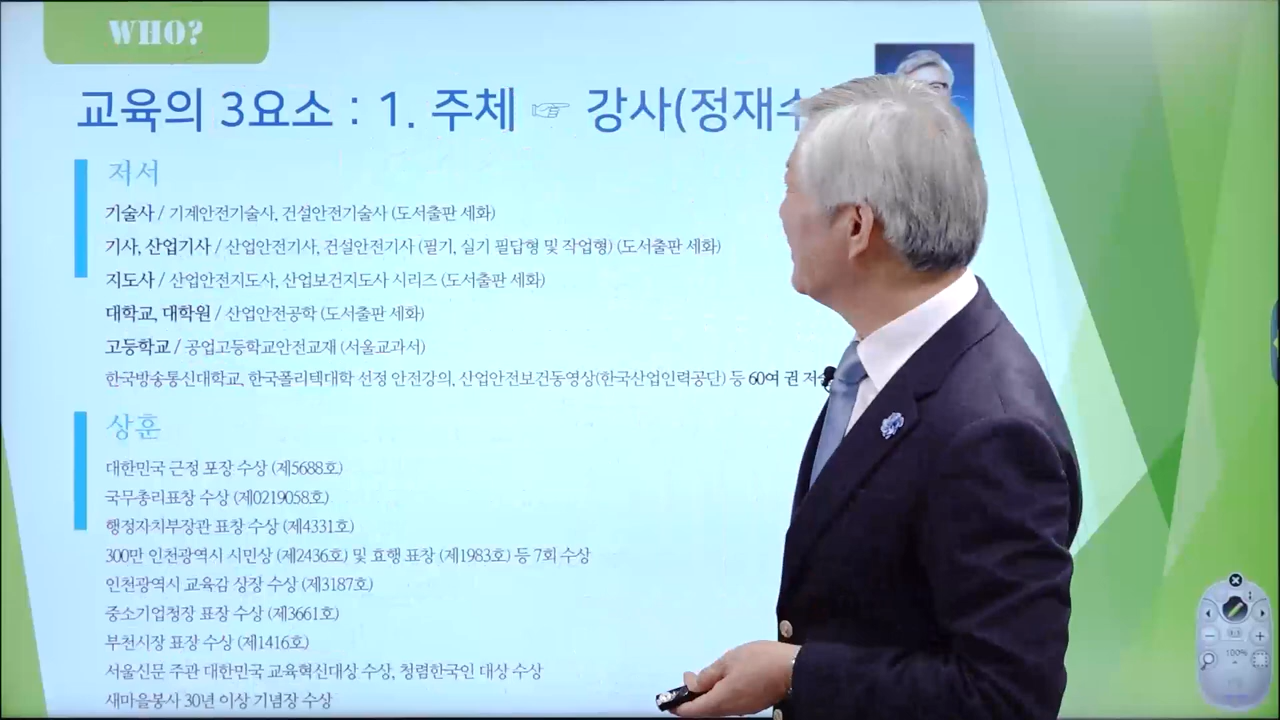 WHO?
교육의 3요소 : 1. 주체 ☞ 강사(정재수
저서
기술사 / 기계안전기술사, 건설안전기술사 (도서출판 세화)
기사, 산업기사 / 산업안전기사, 건설안전기사 (필기, 실기 필답형 및 작업형) (도서출판 세화)
지도사 / 산업안전지도사, 산업보건지도사 시리즈 (도서출판 세화)
대학교, 대학원 / 산업안전공학 (도서출판 세화)
고등학교 / 공업고등학교안전교재 (서울교과서)
한국방송통신대학교, 한국폴리텍대학 선정 안전강의, 산업안전보건동영상(한국산업인력공단) 등 60여 권 저
상훈
대한민국 근정 포장 수상 (제5688호)
국무총리표창 수상 (제0219058호)
행정자치부장관 표창 수상 (제4331호)
300만 인천광역시 시민상 (제2436호) 및 효행 표창 (제1983호) 등 7회 수상
인천광역시 교육감 상장 수상 (제3187호)
중소기업청장 표장 수상 (제3661호)
부천시장 표장 수상 (제1416호)
서울신문 주관 대한민국 교육혁신대상 수상, 청렴한국인 대상 수상
새마을봉사 30년 이상 기념장 수상
100%